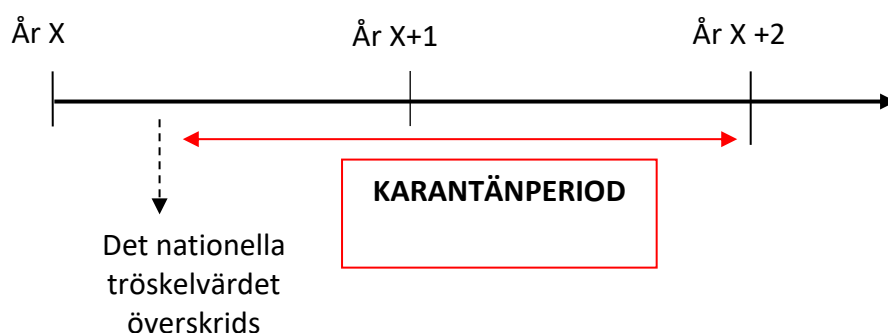 År X
År X+1
År X +2
KARANTÄNPERIOD
Det nationella
tröskelvärdet
överskrids